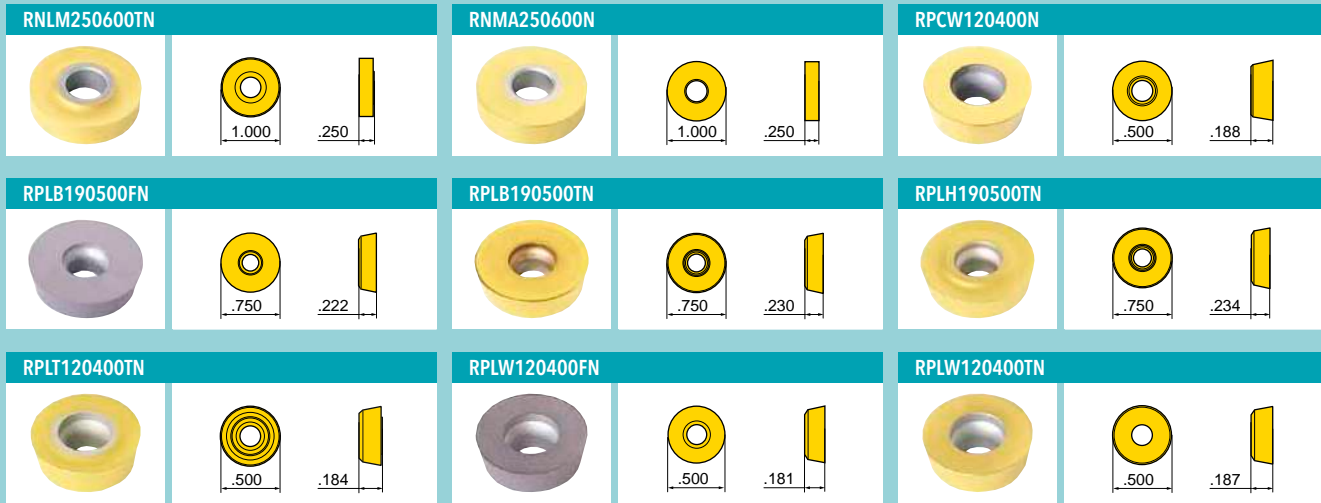 RNLM250600TN
1.000
.250
RNMA250600N
1.000
.250
RPCW120400N
.500
.188
RPLB190500FN
.750
.222
RPLB190500TN
.750
.230
RPLH190500TN
.750
.234
RPLT120400TN
.500
.184
RPLW120400FN
.500
.181
RPLW120400TN
.500
.187